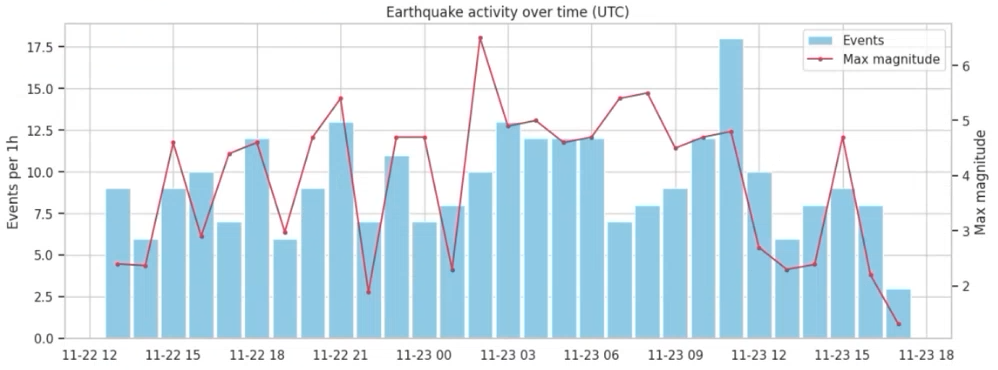 Earthquake activity over time (UTC)
Events
Max magnitude
Events per 1h
17.5
15.0
12.5
10.0
7.5
5.0
2.5
0.0
Max magnitude
6
5
4
3
2
11-22 12 11-22 15 11-22 18 11-22 21 11-23 00 11-23 03 11-23 06 11-23 09 11-23 12 11-23 15 11-23 18